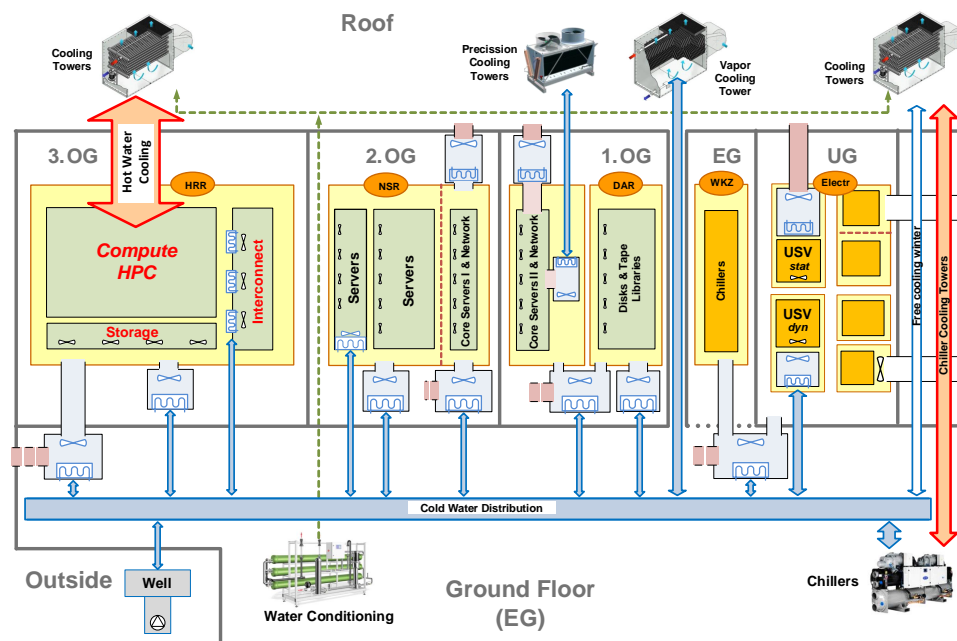 Roof
Cooling
Towers
Precission
Cooling
Towers
Vapor
Cooling
Tower
Cooling
Towers
3.OG
2.OG
1.OG
EG
UG
Hot Water
Cooling
HRR
NSR
DAR
WKZ
Electr
Compute
HPC
Interconnect
Storage
Servers
Servers
Core Servers I & Network
Core Servers II & Network
Disks & Tape
Libraries
Chillers
USV
stat
USV
dyn
Free cooling winter
Chiller Cooling Towers
Cold Water Distribution
Outside
Well
Water Conditioning
Ground Floor
(EG)
Chillers